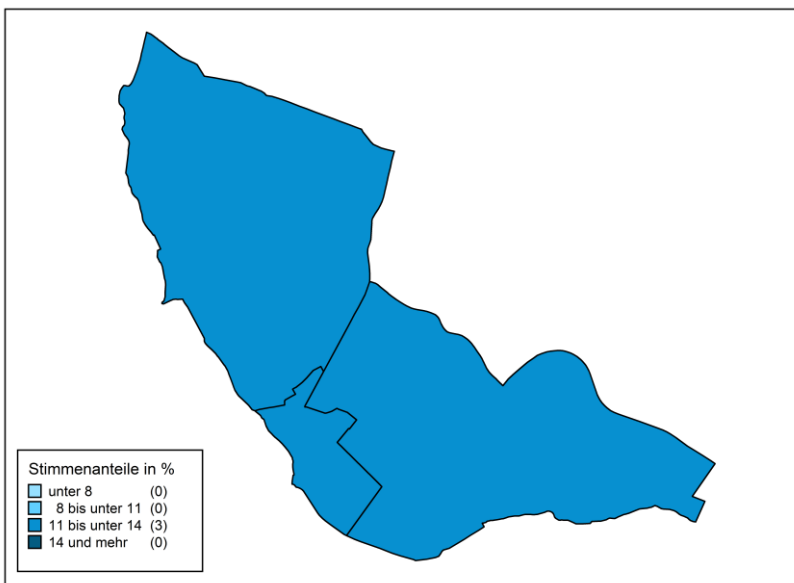 Stimmenanteile in %
unter 8 (0)
8 bis unter 11 (0)
11 bis unter 14 (3)
14 und mehr (0)